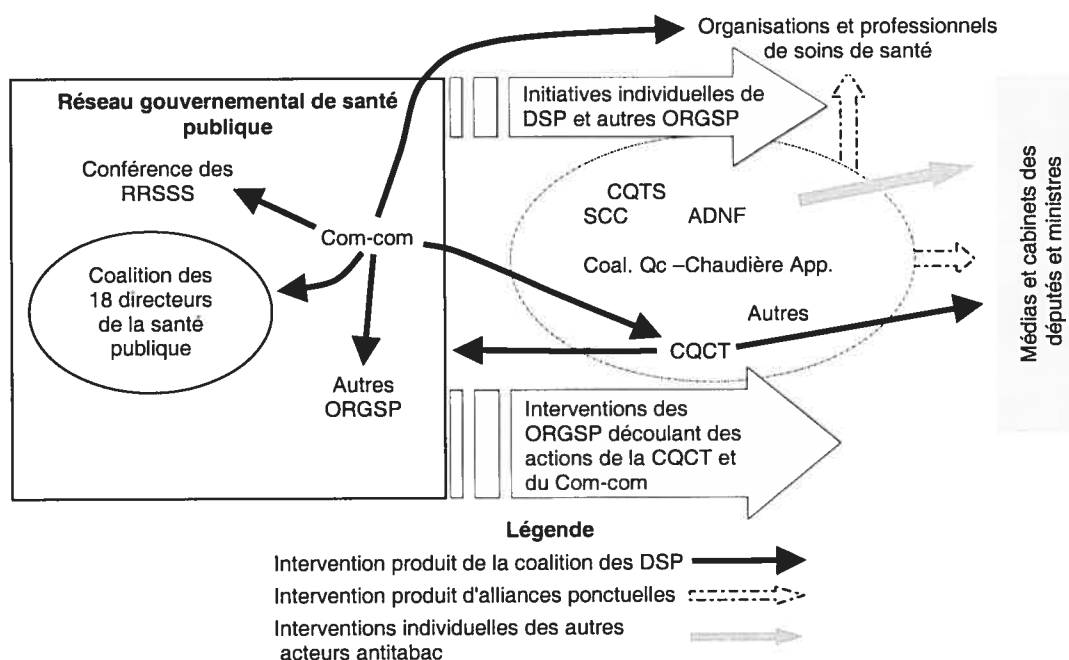 Organisations et professionnels
de soins de santé
Réseau gouvernemental de santé
publique
Initiatives individuelles de
DSP et autres ORGSP
Conférence des
RRSSS
CQTS
SCC ADNF
Com-com
Coalition des
18 directeurs
de la santé
publique
Coal. Qc –Chaudière App.
Autres
CQCT
Autres
ORGSP
Interventions des
ORGSP découlant des
actions de la CQCT et
du Com-com
Médias et cabinets des
députés et ministres
Légende
Intervention produit de la coalition des DSP
Intervention produit d'alliances ponctuelles
Interventions individuelles des autres
acteurs antitabac